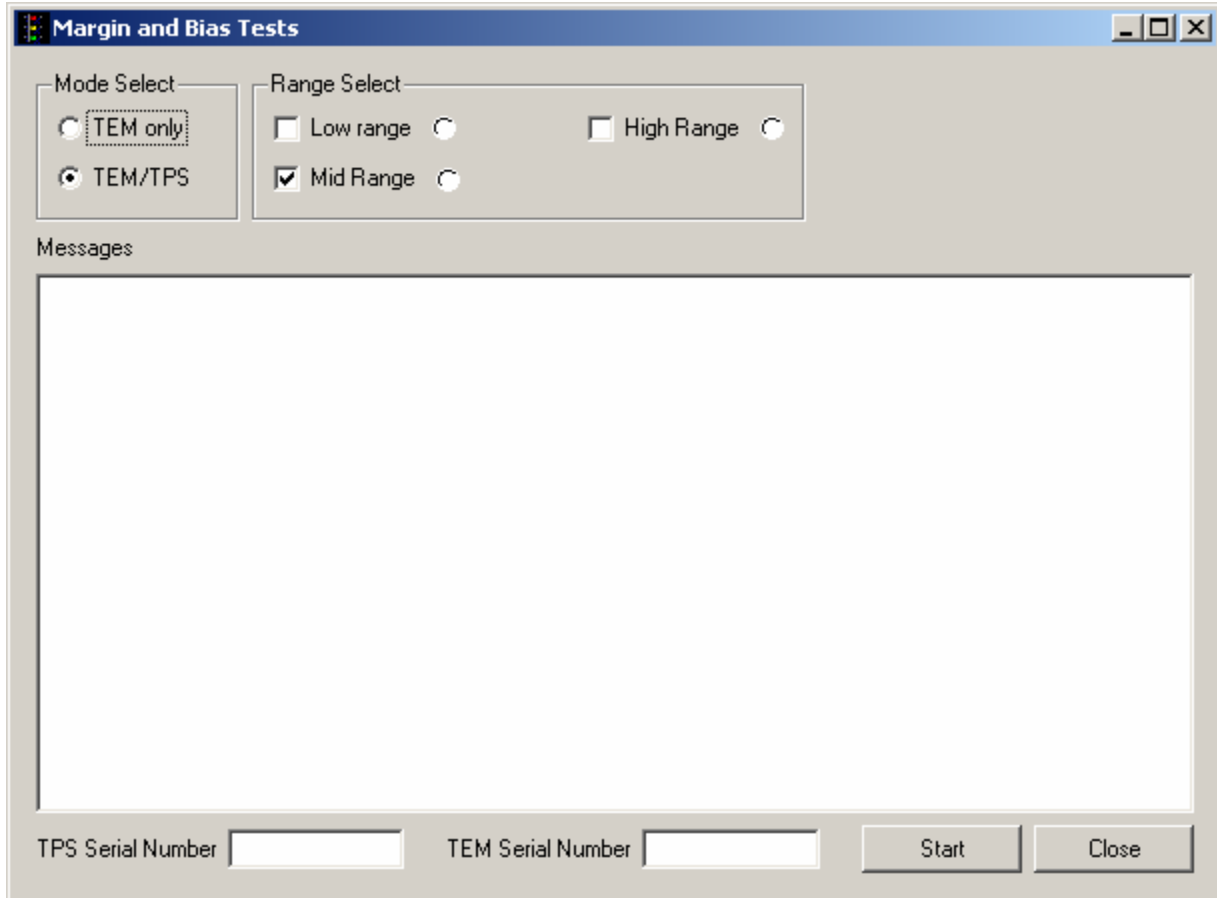 Margin and Bias Tests
Mode Select
TEM only
TEM/TPS
Range Select
Low range
High Range
Mid Range
Messages
TPS Serial Number
TEM Serial Number
Start
Close